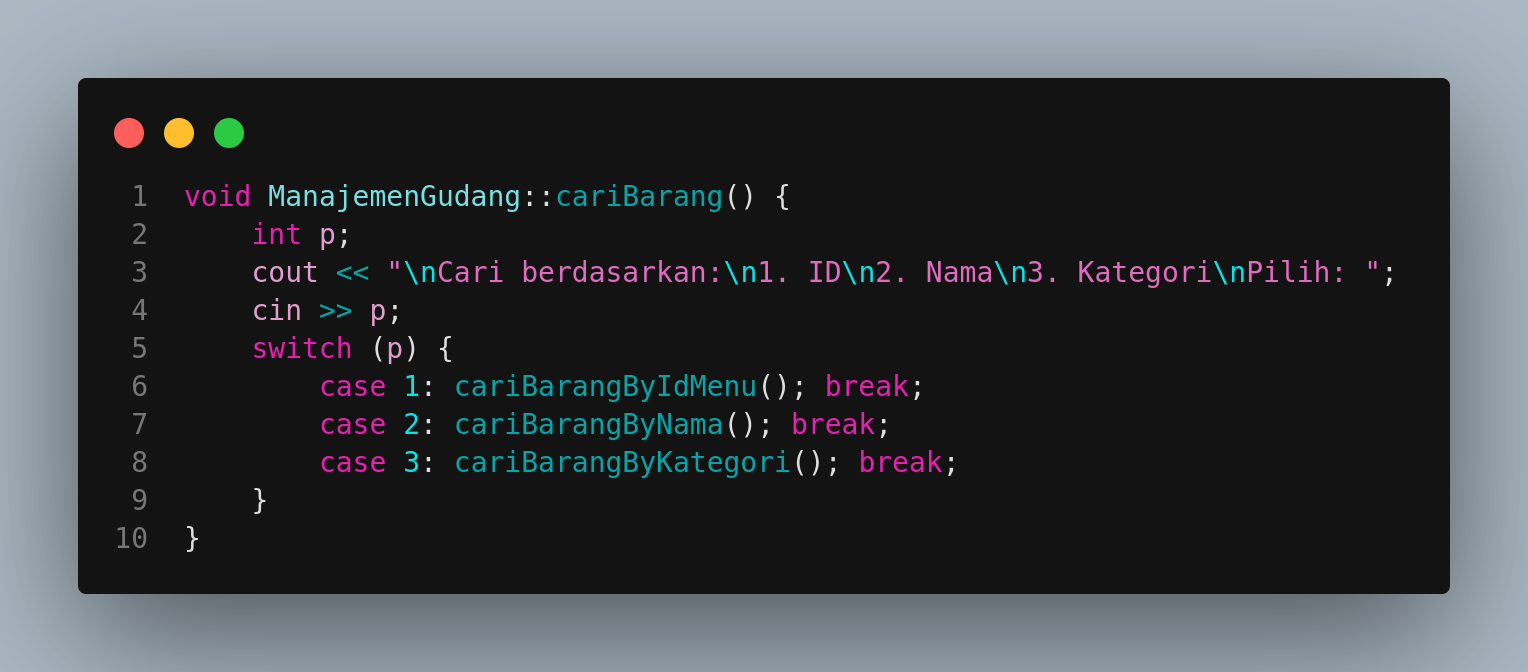 1 void ManajemenGudang::cariBarang() {
2     int p;
3     cout << "\nCari berdasarkan:\n1. ID\n2. Nama\n3. Kategori\nPilih: ";
4     cin >> p;
5     switch (p) {
6         case 1: cariBarangByIdMenu(); break;
7         case 2: cariBarangByNama(); break;
8         case 3: cariBarangByKategori(); break;
9     }
10 }